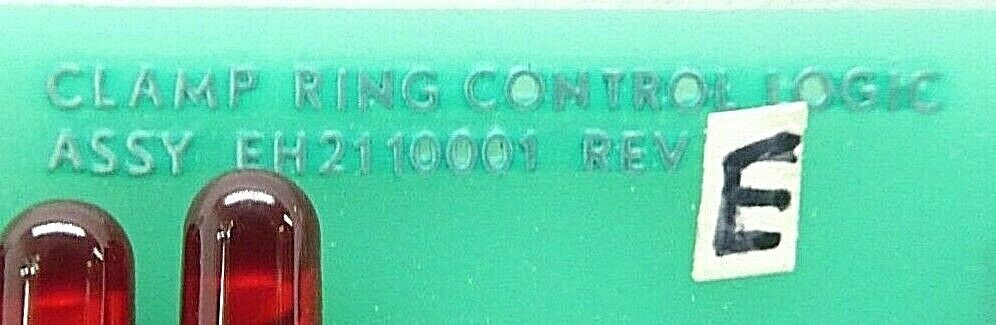 CLAMP RING CONTROL LOGIC
ASSY EH2110001 REV E